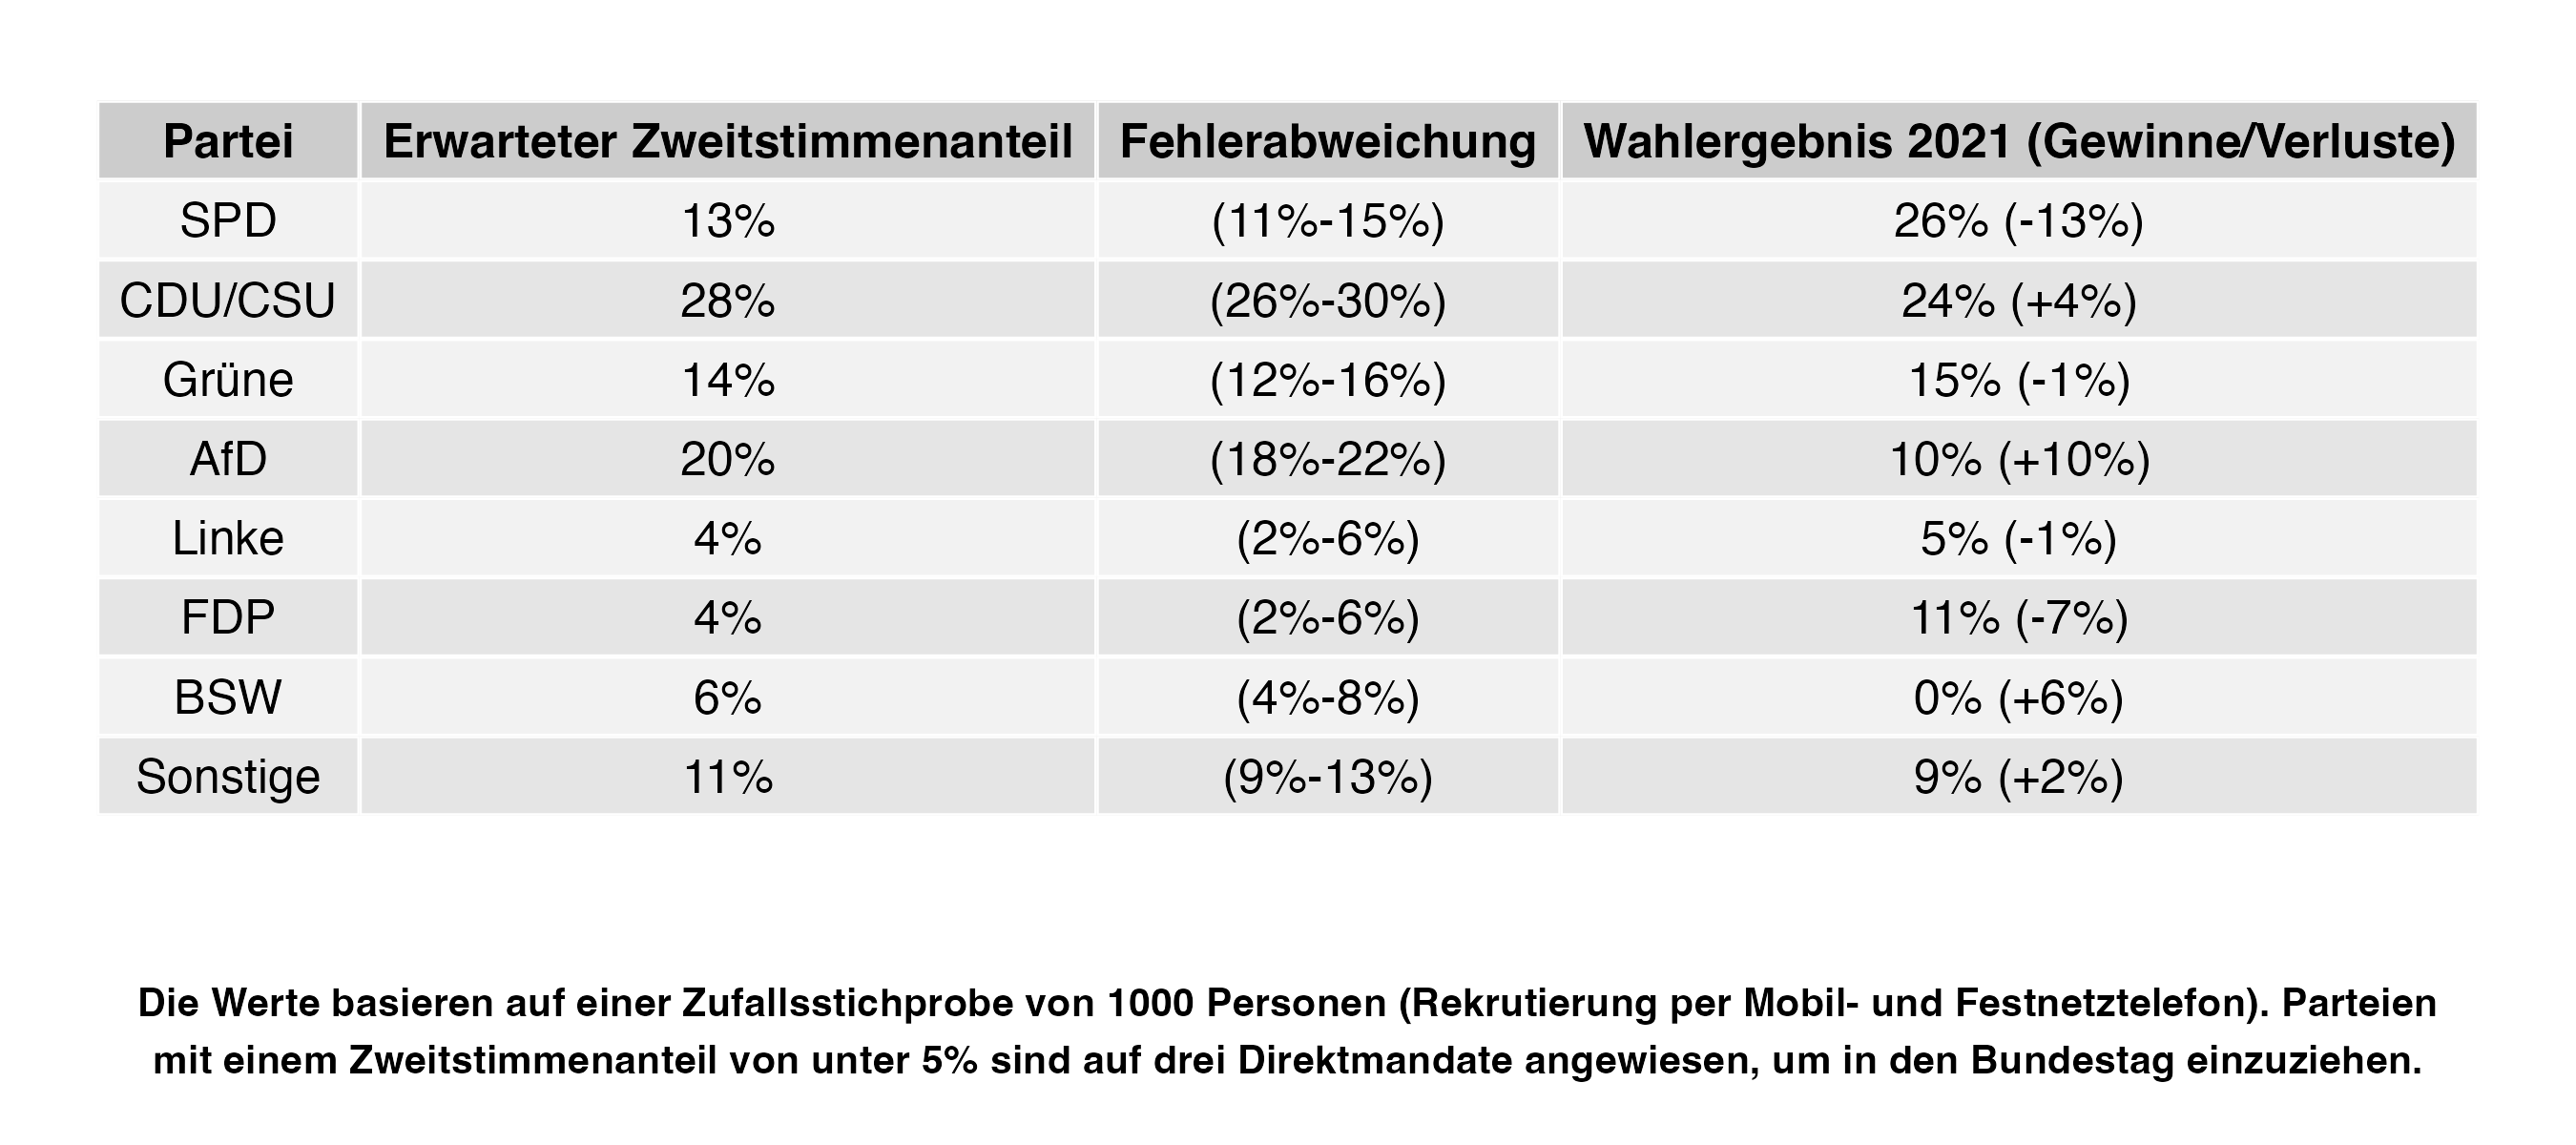 Partei Erwarteter Zweitstimmenanteil Fehlerabweichung Wahlergebnis 2021 (Gewinne/Verluste)
SPD 13% (11%-15%) 26% (-13%)
CDU/CSU 28% (26%-30%) 24% (+4%)
Grüne 14% (12%-16%) 15% (-1%)
AfD 20% (18%-22%) 10% (+10%)
Linke 4% (2%-6%) 5% (-1%)
FDP 4% (2%-6%) 11% (-7%)
BSW 6% (4%-8%) 0% (+6%)
Sonstige 11% (9%-13%) 9% (+2%)
Die Werte basieren auf einer Zufallsstichprobe von 1000 Personen (Rekrutierung per Mobil- und Festnetztelefon). Parteien
mit einem Zweitstimmenanteil von unter 5% sind auf drei Direktmandate angewiesen, um in den Bundestag einzuziehen.